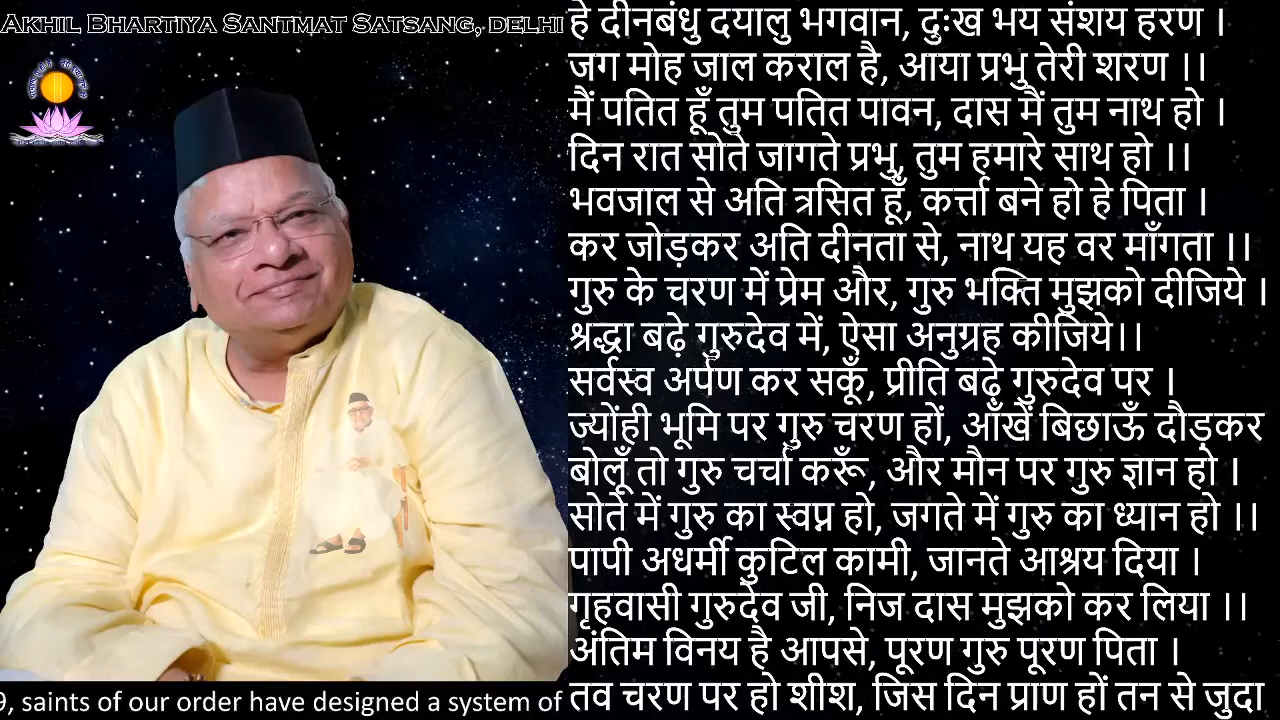 AKHIL BHARTIYA SANTMAT SATSANG, DELHI
हे दीनबंधु दयालु भगवान, दुःख भय संशय हरण ।
जग मोह जाल कराल है, आया प्रभु तेरी शरण ।।
मैं पतित हूँ तुम पतित पावन, दास मैं तुम नाथ हो ।
दिन रात सोते जागते प्रभु, तुम हमारे साथ हो ।।
भवजाल से अति त्रसित हूँ, कर्त्ता बने हो हे पिता ।
कर जोड़कर अति दीनता से, नाथ यह वर माँगता ।।
गुरु के चरण में प्रेम और, गुरु भक्ति मुझको दीजिये ।
श्रद्धा बढ़े गुरुदेव में, ऐसा अनुग्रह कीजिये।।
सर्वस्व अर्पण कर सकूँ, प्रीति बढ़े गुरुदेव पर ।
ज्योंही भूमि पर गुरु चरण हों, आँखें बिछाऊँ दौड़कर
बोलूँ तो गुरु चर्चा करूँ, और मौन पर गुरु ज्ञान हो ।
सोते में गुरु का स्वप्न हो, जगते में गुरु का ध्यान हो ।।
पापी अधर्मी कुटिल कामी, जानते आश्रय दिया ।
गृहवासी गुरुदेव जी, निज दास मुझको कर लिया ।।
अंतिम विनय है आपसे, पूरण गुरु पूरण पिता ।
तव चरण पर हो शीश, जिस दिन प्राण हों तन से जुदा
9, saints of our order have designed a system of